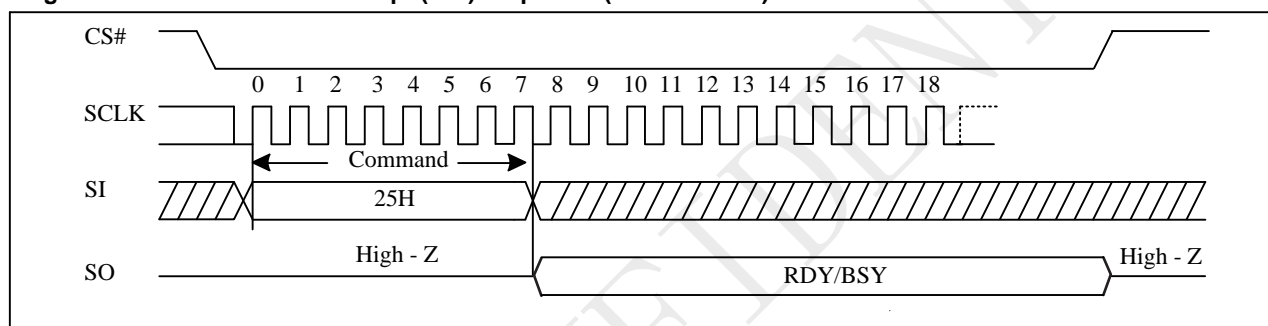 CS#
0 1 2 3 4 5 6 7 8 9 10 11 12 13 14 15 16 17 18
SCLK
Command
SI
25H
High - Z
High - Z
SO
RDY/BSY